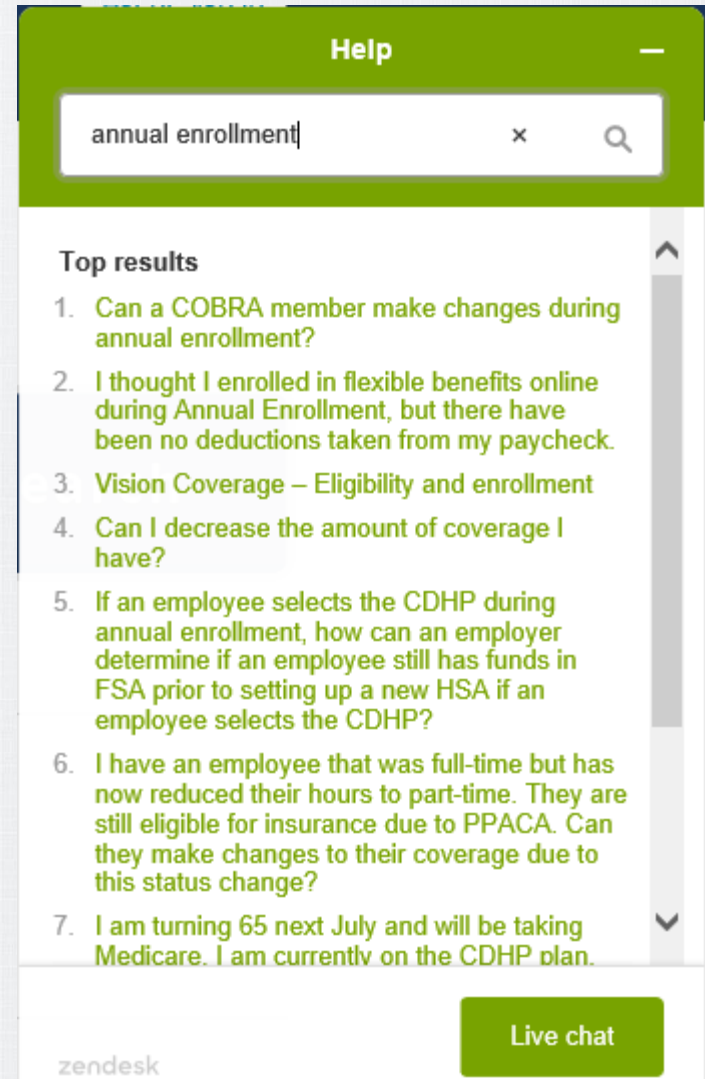 Help
annual enrollment
Top results
1. Can a COBRA member make changes during
annual enrollment?
2. I thought I enrolled in flexible benefits online
during Annual Enrollment, but there have
been no deductions taken from my paycheck.
3. Vision Coverage – Eligibility and enrollment
4. Can I decrease the amount of coverage I
have?
5. If an employee selects the CDHP during
annual enrollment, how can an employer
determine if an employee still has funds in
FSA prior to setting up a new HSA if an
employee selects the CDHP?
6. I have an employee that was full-time but has
now reduced their hours to part-time. They are
still eligible for insurance due to PPACA. Can
they make changes to their coverage due to
this status change?
7. I am turning 65 next July and will be taking
Medicare. I am currently on the CDHP plan.
Live chat
zendesk